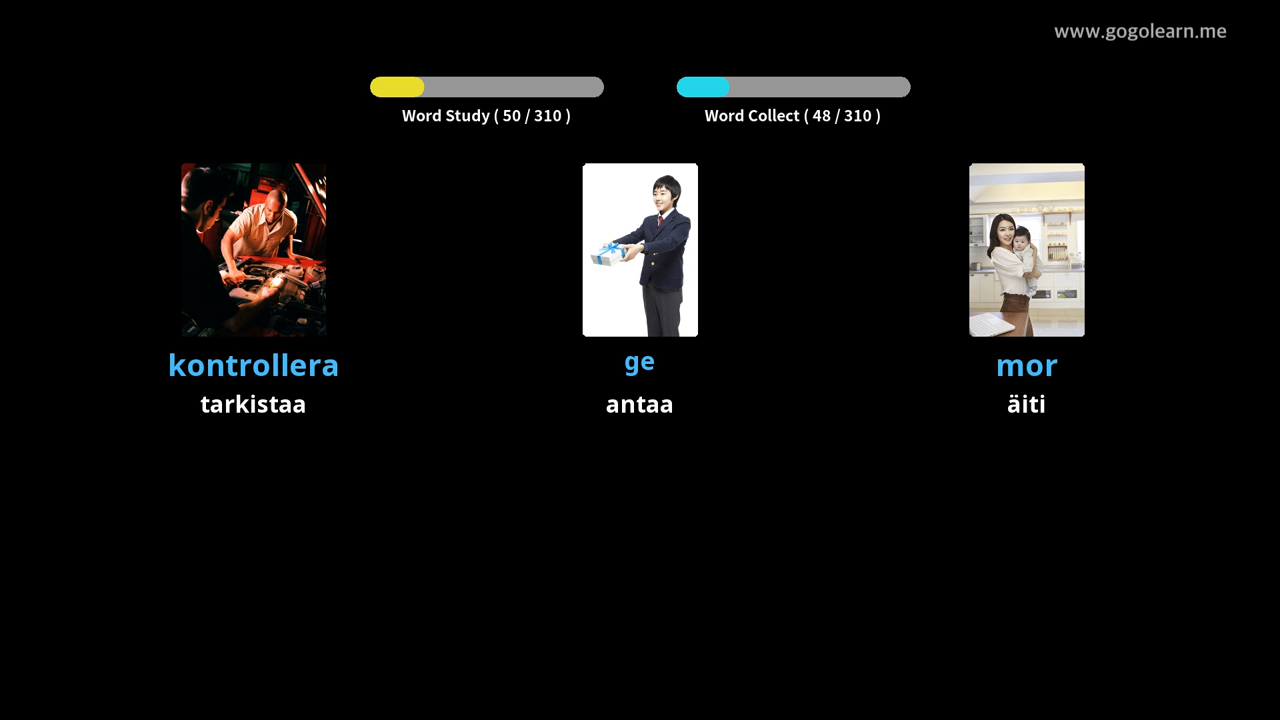 www.gogolearn.me
Word Study ( 50 / 310 )
Word Collect ( 48 / 310 )
kontrollera
tarkistaa
ge
antaa
mor
äiti